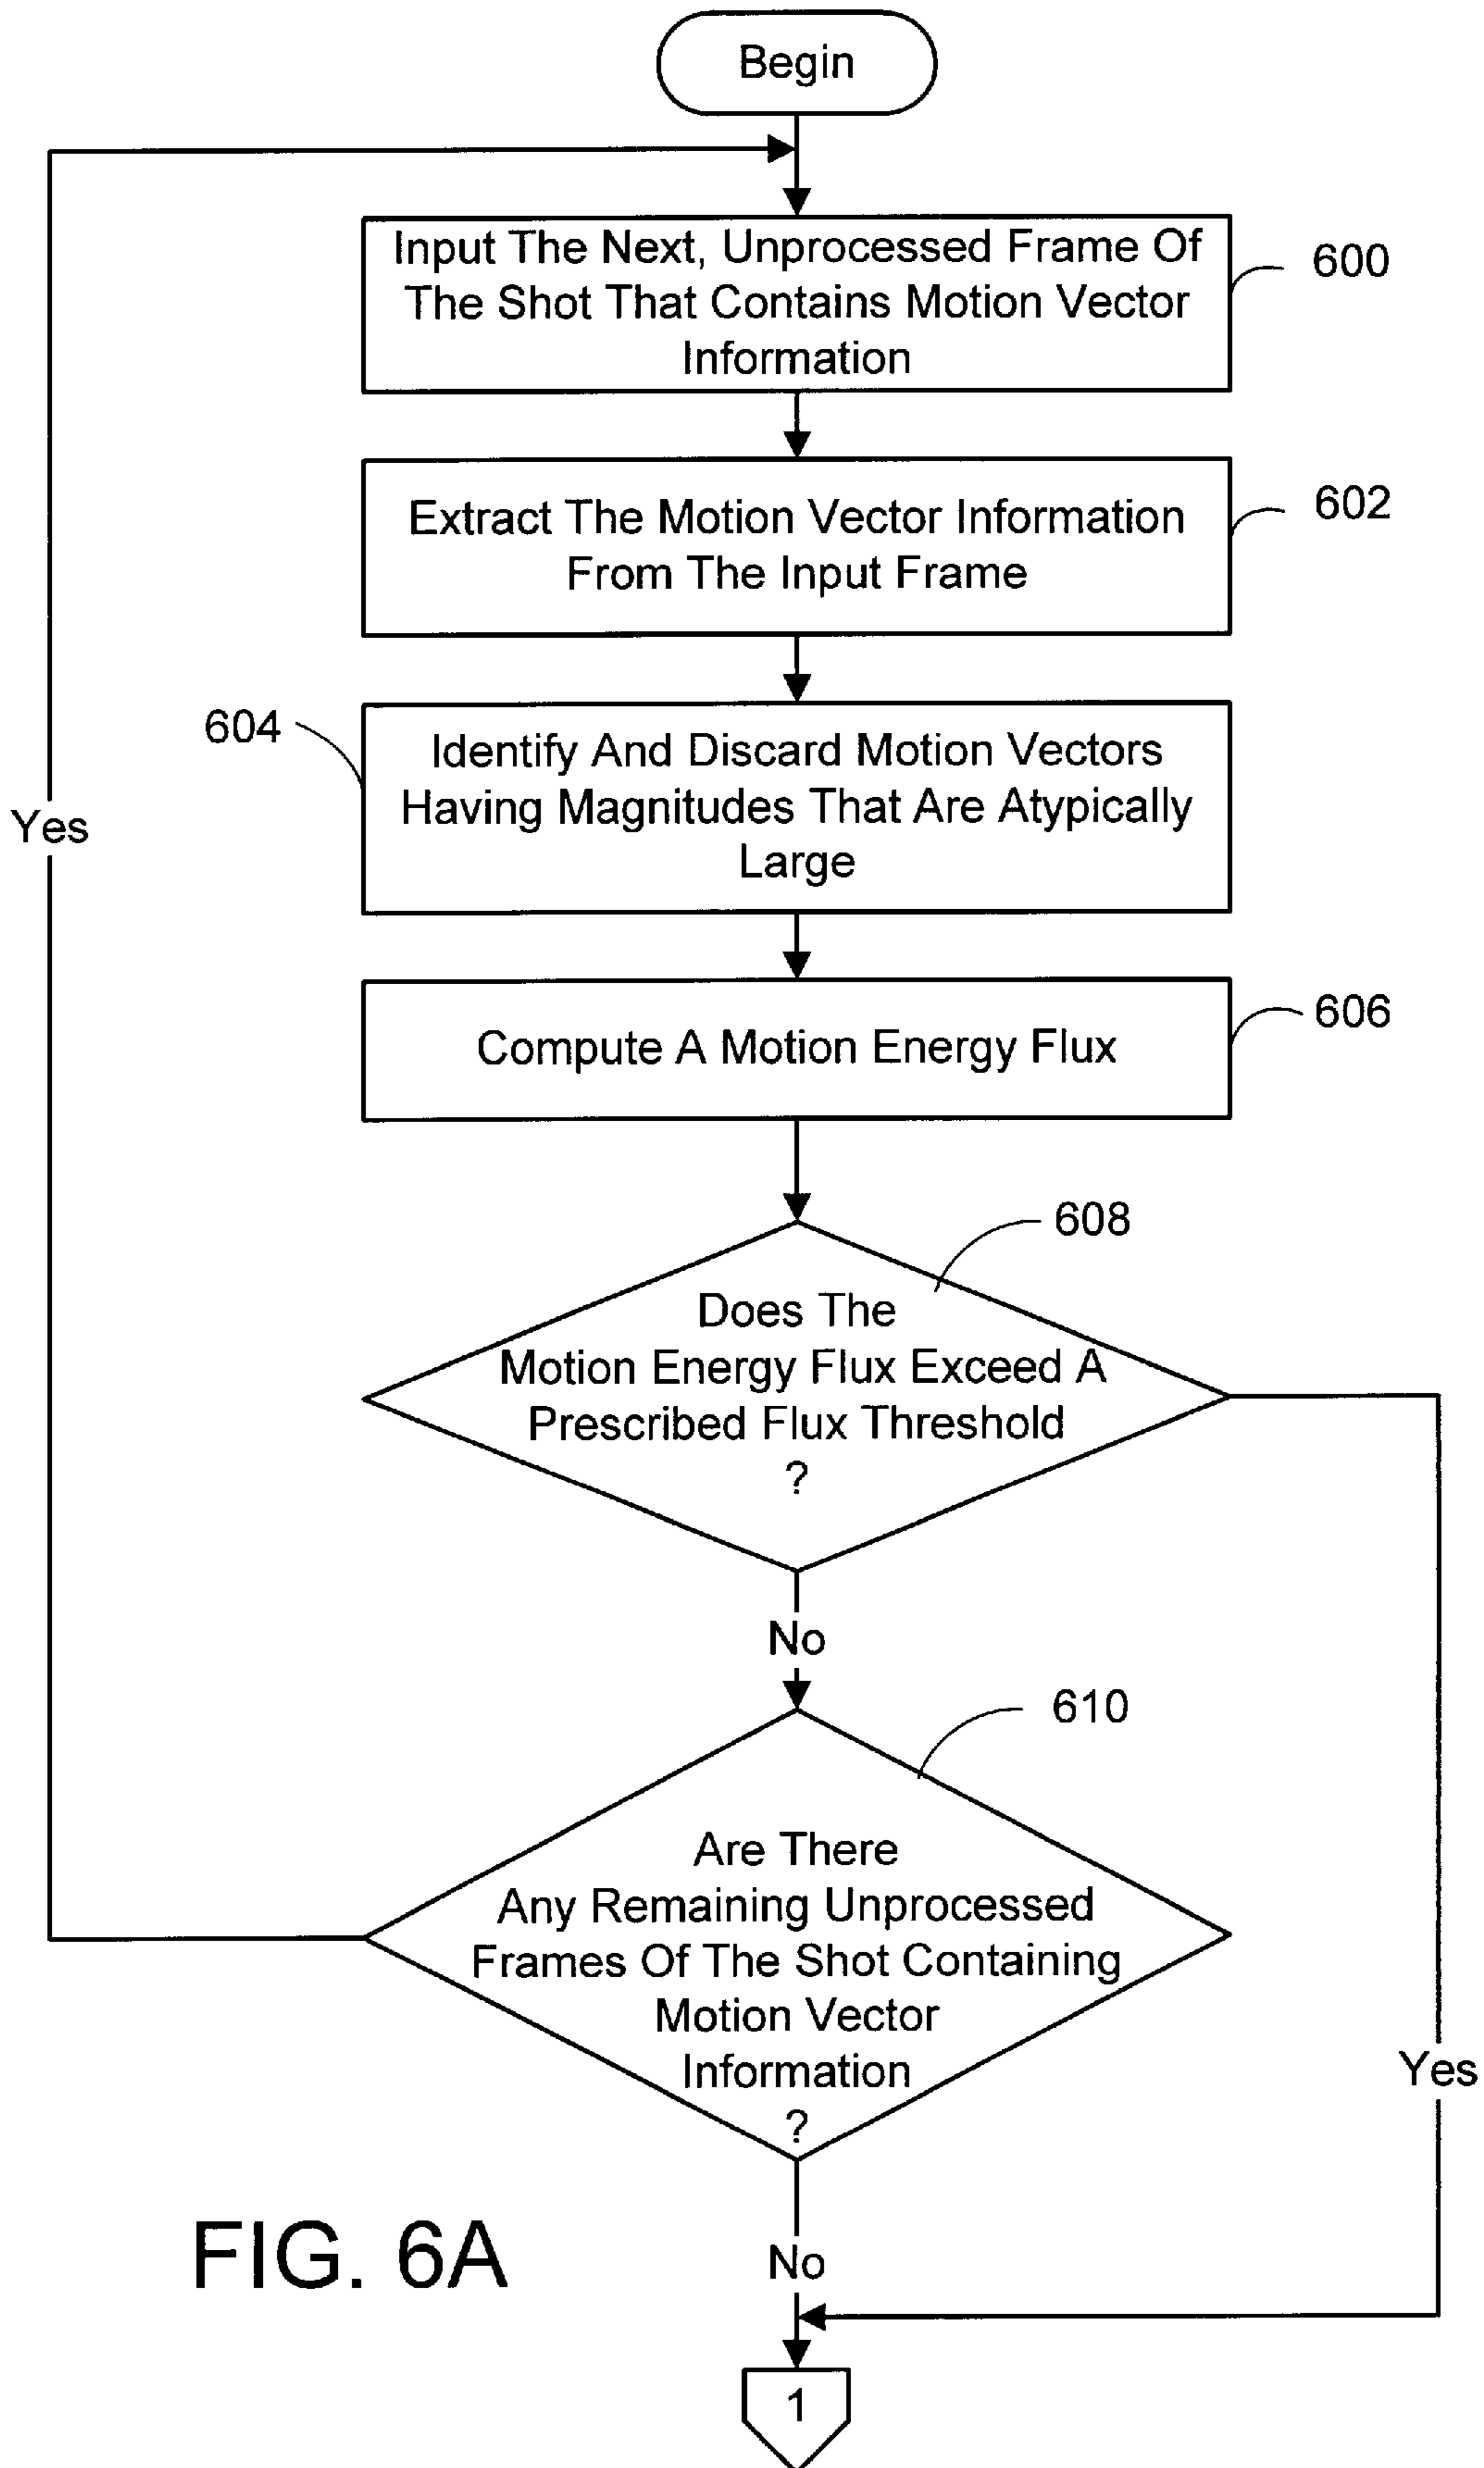 Begin
Input The Next, Unprocessed Frame Of
The Shot That Contains Motion Vector
Information
600
Extract The Motion Vector Information
From The Input Frame
602
604
Identify And Discard Motion Vectors
Having Magnitudes That Are Atypically
Large
Yes
Compute A Motion Energy Flux
606
608
Does The
Motion Energy Flux Exceed A
Prescribed Flux Threshold
?
No
610
Are There
Any Remaining Unprocessed
Frames Of The Shot Containing
Motion Vector
Information
?
Yes
No
FIG. 6A
1